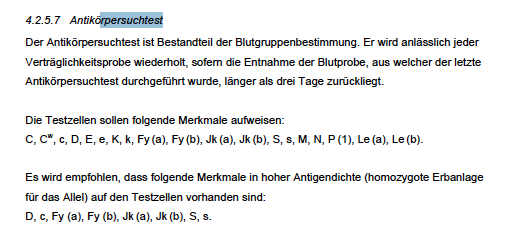 4.2.5.7 Antikörpersuchtest
Der Antikörpersuchtest ist Bestandteil der Blutgruppenbestimmung. Er wird anlässlich jeder
Verträglichkeitsprobe wiederholt, sofern die Entnahme der Blutprobe, aus welcher der letzte
Antikörpersuchtest durchgeführt wurde, länger als drei Tage zurückliegt.
Die Testzellen sollen folgende Merkmale aufweisen:
C, Cʷ, c, D, E, e, K, k, Fy (a), Fy (b), Jk (a), Jk (b), S, s, M, N, P (1), Le (a), Le (b).
Es wird empfohlen, dass folgende Merkmale in hoher Antigendichte (homozygote Erbanlage
für das Allel) auf den Testzellen vorhanden sind:
D, c, Fy (a), Fy (b), Jk (a), Jk (b), S, s.